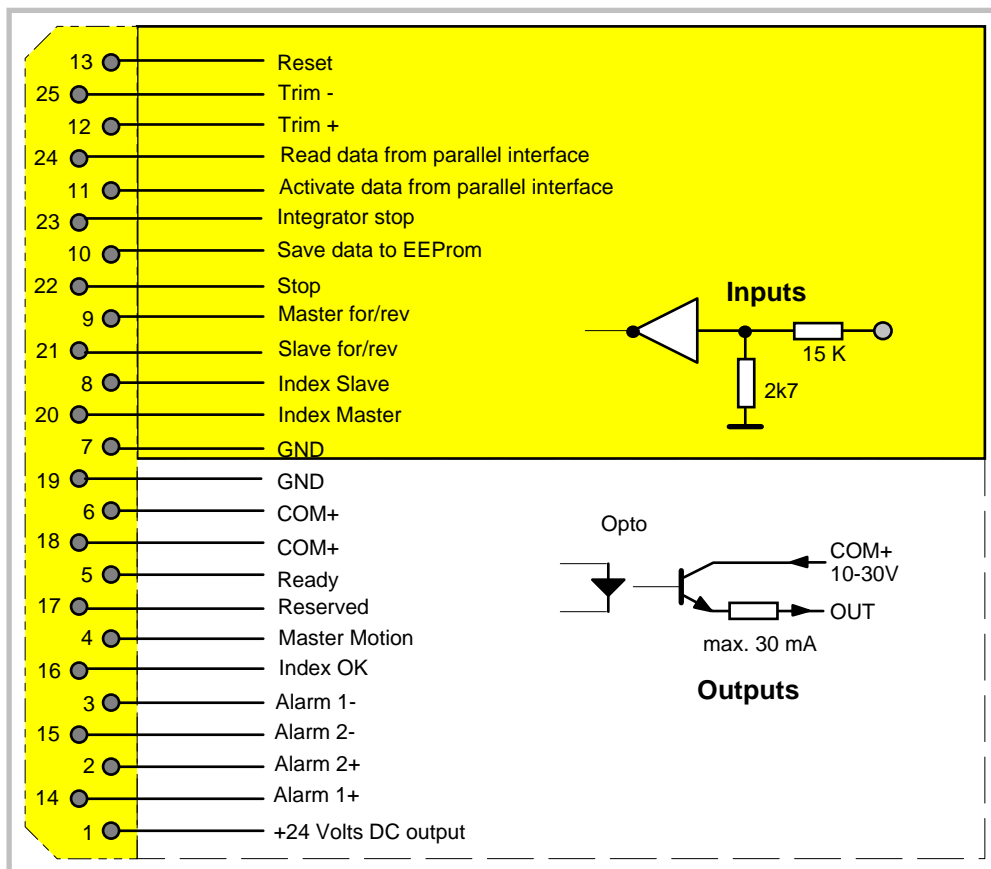 13 Reset
25 Trim -
12 Trim +
24 Read data from parallel interface
11 Activate data from parallel interface
23 Integrator stop
10 Save data to EEProm
22 Stop
9 Master for/rev
21 Slave for/rev
8 Index Slave
20 Index Master
7 GND
Inputs
15 K
2k7
19 GND
6 COM+
18 COM+
5 Ready
17 Reserved
4 Master Motion
16 Index OK
3 Alarm 1-
15 Alarm 2-
2 Alarm 2+
14 Alarm 1+
1 +24 Volts DC output
Opto
COM+
10-30V
OUT
max. 30 mA
Outputs